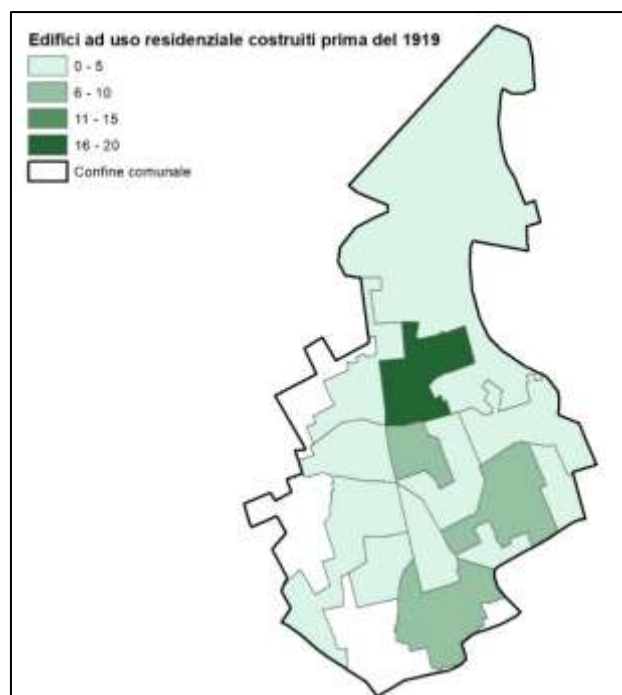 Edifici ad uso residenziale costruiti prima del 1919
0 - 5
6 - 10
11 - 15
16 - 20
Confine comunale